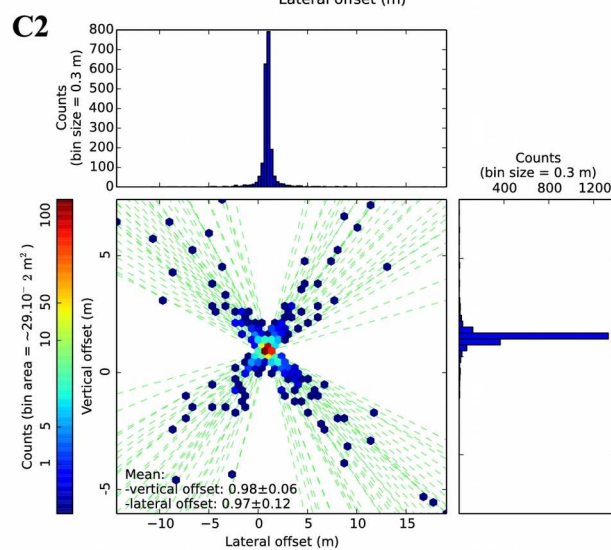 Lateral offset (m)
C2
Counts
(bin size = 0.3 m)
800
700
600
500
400
300
200
100
0
Counts
(bin size = 0.3 m)
400 800 1200
Counts (bin area = ~29.10⁻ 2 m² )
100
50
10
5
1
Vertical offset (m)
5
0
-5
Mean:
-vertical offset: 0.98±0.06
-lateral offset: 0.97±0.12
−10 −5 0 5 10 15
Lateral offset (m)